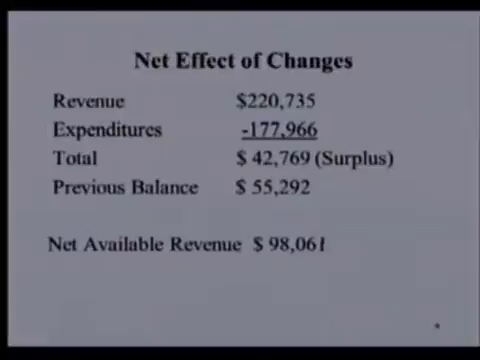 Net Effect of Changes
Revenue $220,735
Expenditures -177,966
Total $ 42,769 (Surplus)
Previous Balance $ 55,292
Net Available Revenue $ 98,061